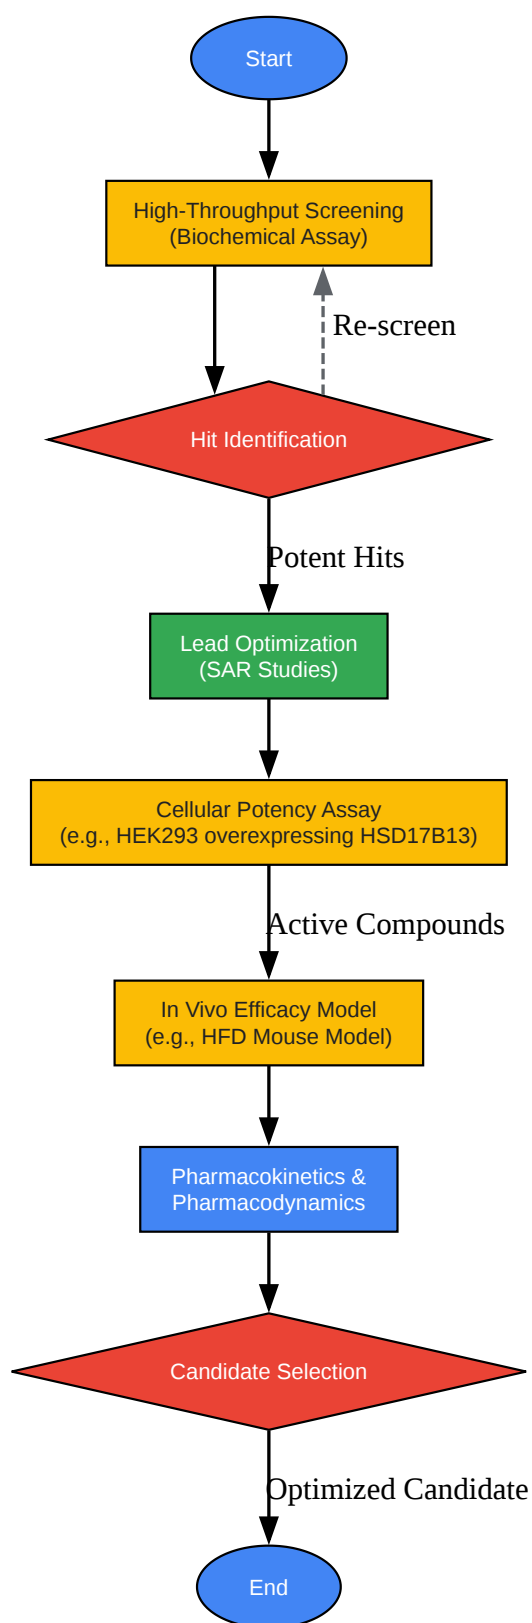 Start
High-Throughput Screening
(Biochemical Assay)
Re-screen
Hit Identification
Potent Hits
Lead Optimization
(SAR Studies)
Cellular Potency Assay
(e.g., HEK293 overexpressing HSD17B13)
Active Compounds
In Vivo Efficacy Model
(e.g., HFD Mouse Model)
Pharmacokinetics &
Pharmacodynamics
Candidate Selection
Optimized Candidate
End